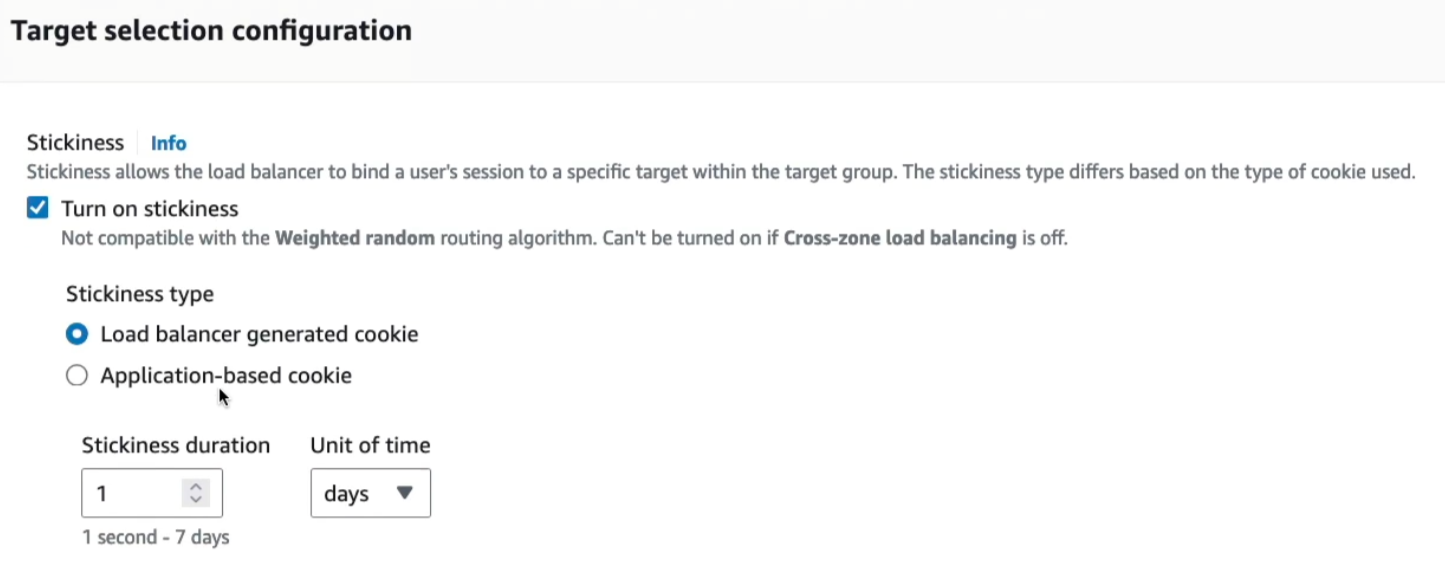 Target selection configuration
Stickiness Info
Stickiness allows the load balancer to bind a user's session to a specific target within the target group. The stickiness type differs based on the type of cookie used.
Turn on stickiness
Not compatible with the Weighted random routing algorithm. Can't be turned on if Cross-zone load balancing is off.
Stickiness type
Load balancer generated cookie
Application-based cookie
Stickiness duration Unit of time
1 days
1 second - 7 days